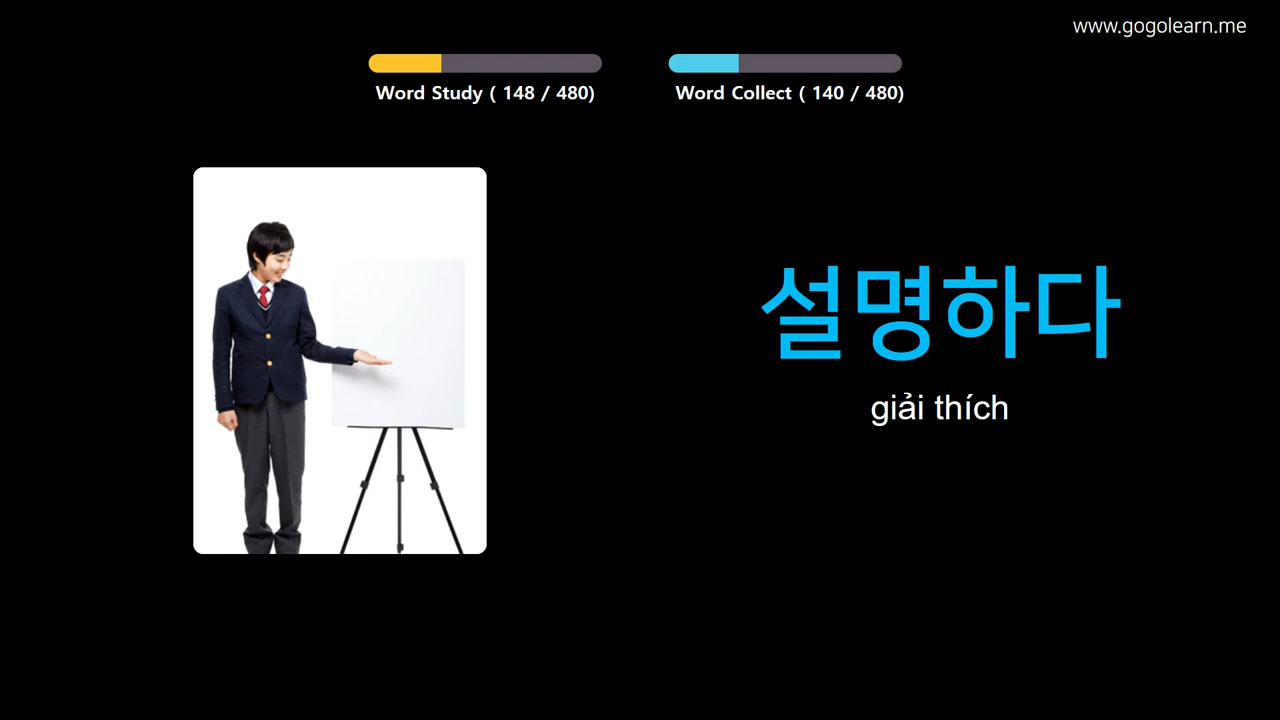 www.gogolearn.me
Word Study ( 148 / 480)
Word Collect ( 140 / 480)
설명하다
giải thích